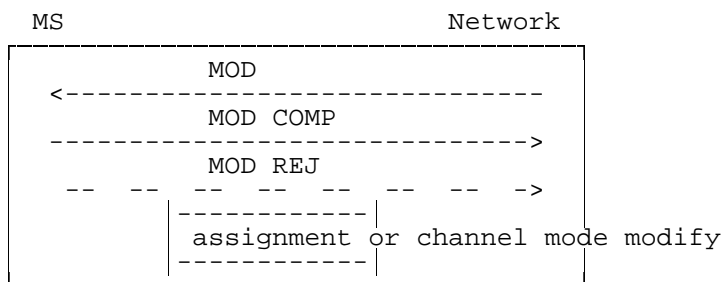 MS Network
MOD
<------------------------------
MOD COMP
------------------------------>
MOD REJ
-- -- -- -- -- -- -- ->
------------
assignment or channel mode modify
------------